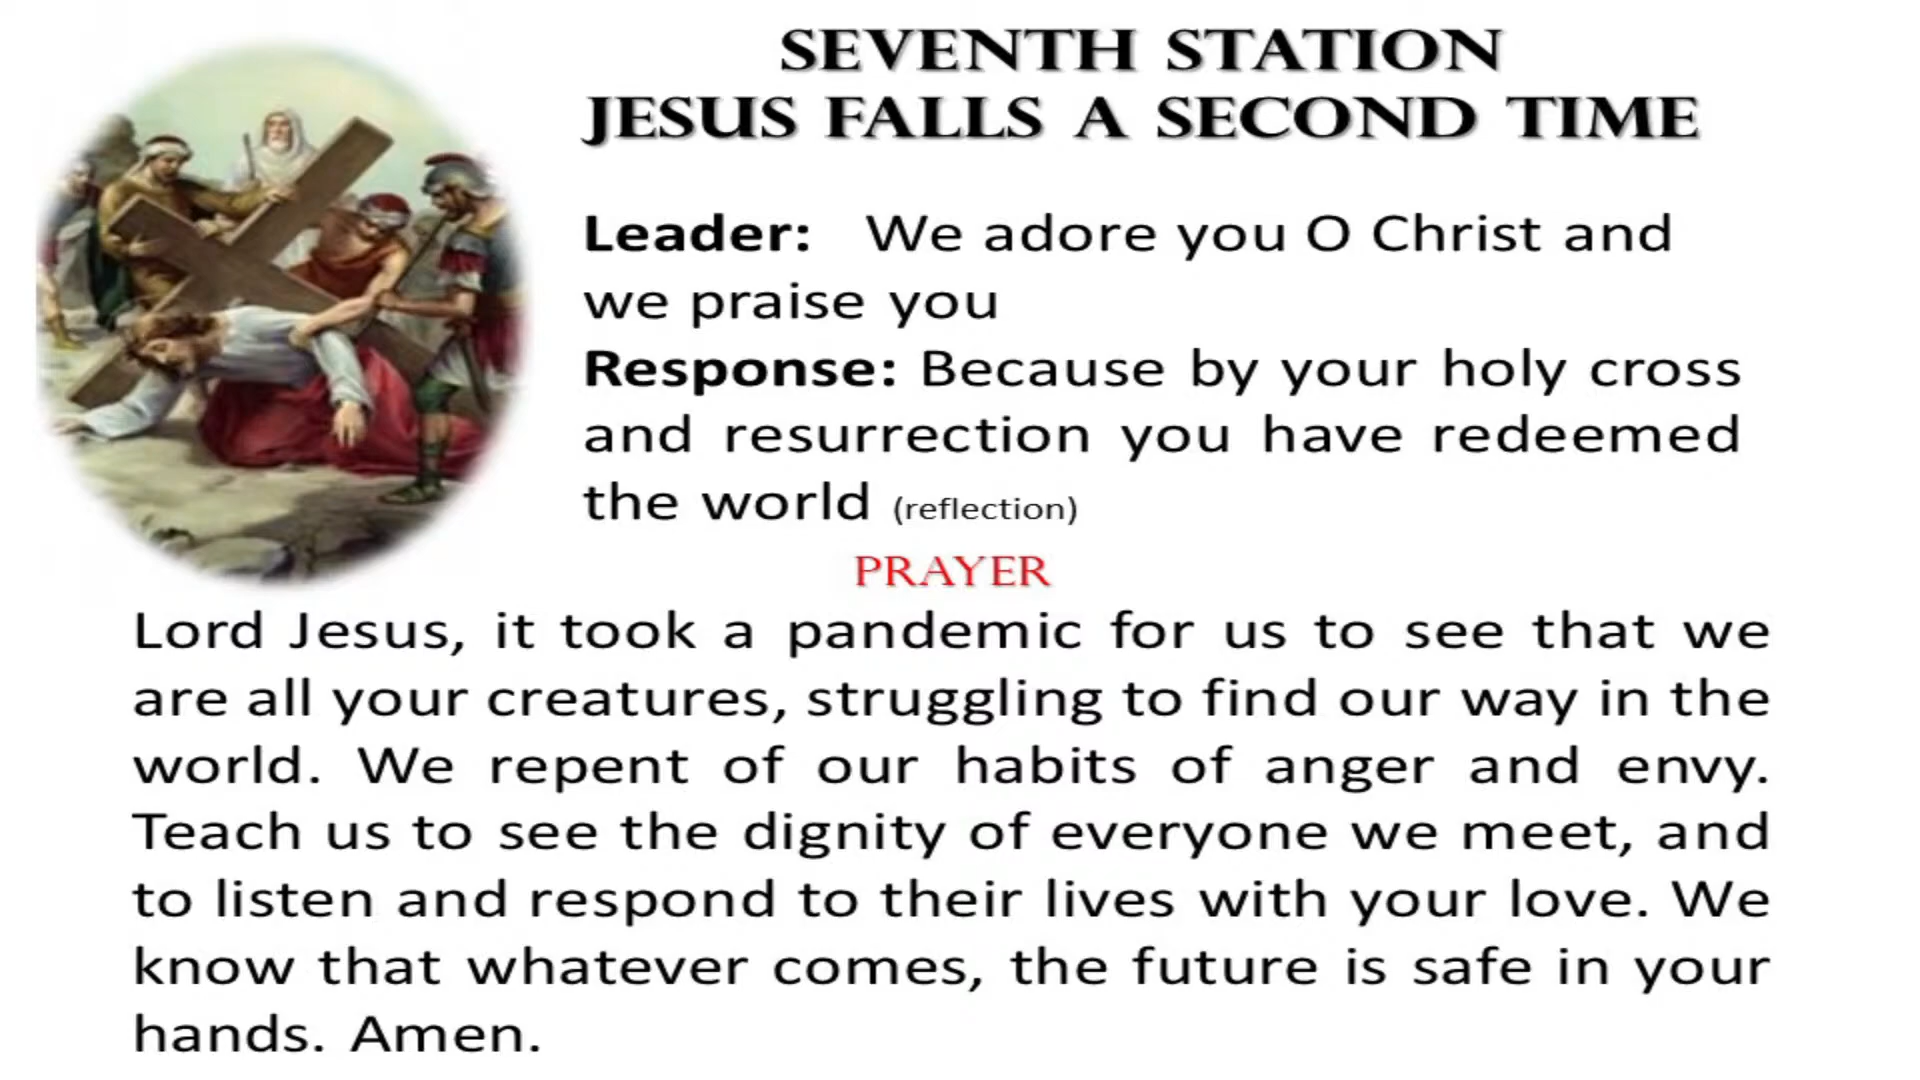 SEVENTH STATION
JESUS FALLS A SECOND TIME
Leader: We adore you O Christ and
we praise you
Response: Because by your holy cross
and resurrection you have redeemed
the world (reflection)
PRAYER
Lord Jesus, it took a pandemic for us to see that we
are all your creatures, struggling to find our way in the
world. We repent of our habits of anger and envy.
Teach us to see the dignity of everyone we meet, and
to listen and respond to their lives with your love. We
know that whatever comes, the future is safe in your
hands. Amen.